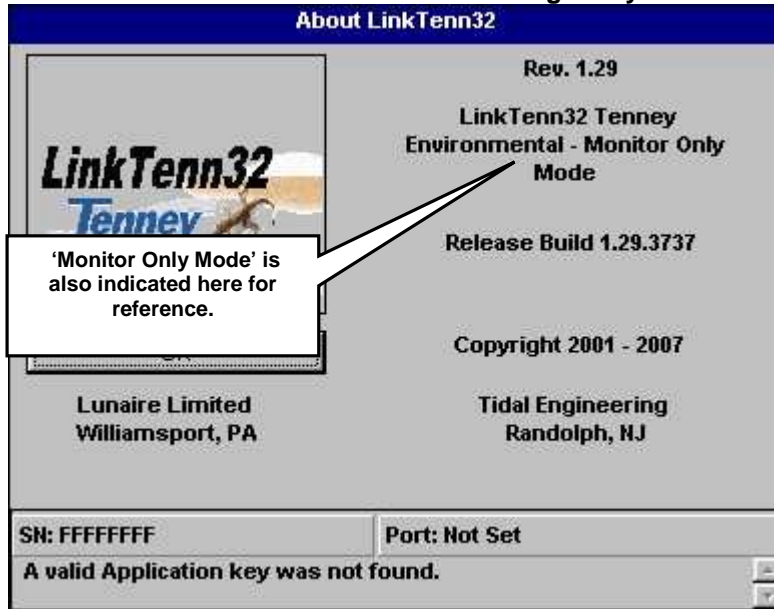 About LinkTenn32
LinkTenn32
Tenney
'Monitor Only Mode' is
also indicated here for
reference.
Rev. 1.29
LinkTenn32 Tenney
Environmental - Monitor Only
Mode
Release Build 1.29.3737
Copyright 2001 - 2007
Lunaire Limited
Williamsport, PA
Tidal Engineering
Randolph, NJ
SN: FFFFFFFF
Port: Not Set
A valid Application key was not found.